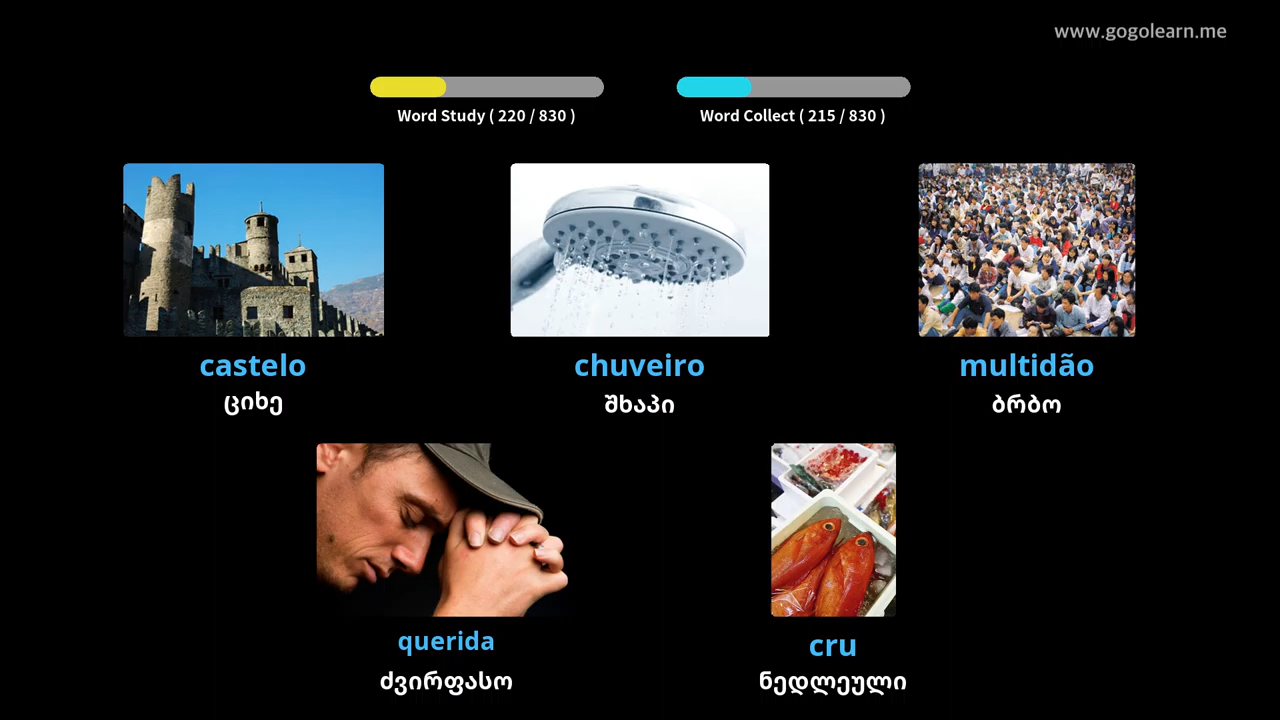 www.gogolearn.me
Word Study ( 220 / 830 )
Word Collect ( 215 / 830 )
castelo
ციხე
chuveiro
შხაპი
multidão
ბრბო
querida
ძვირფასო
cru
ნედლეული